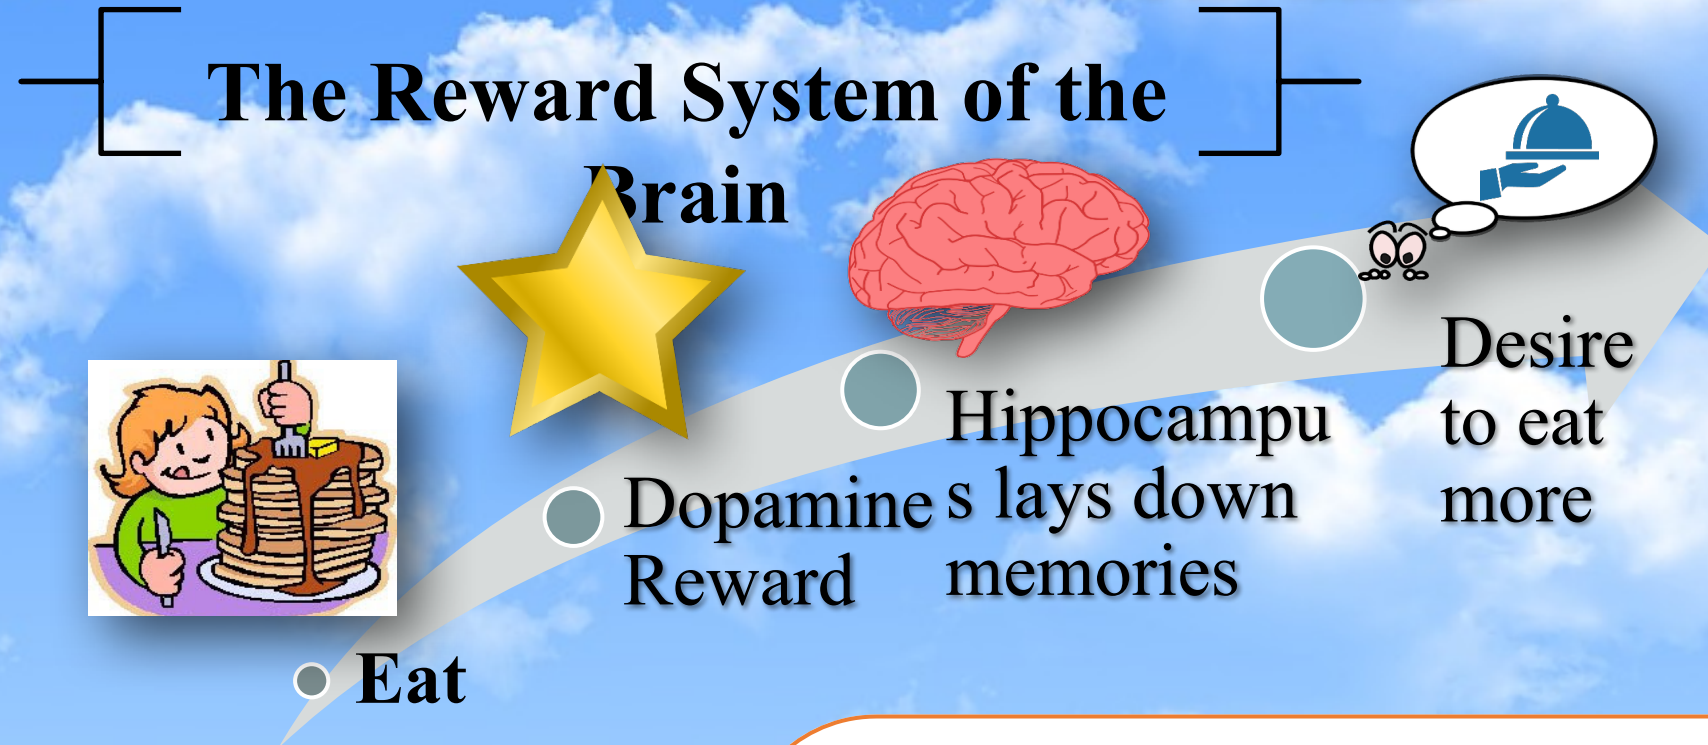 The Reward System of the
Brain
Eat
Dopamine
Reward
Hippocampu
s lays down
memories
Desire
to eat
more